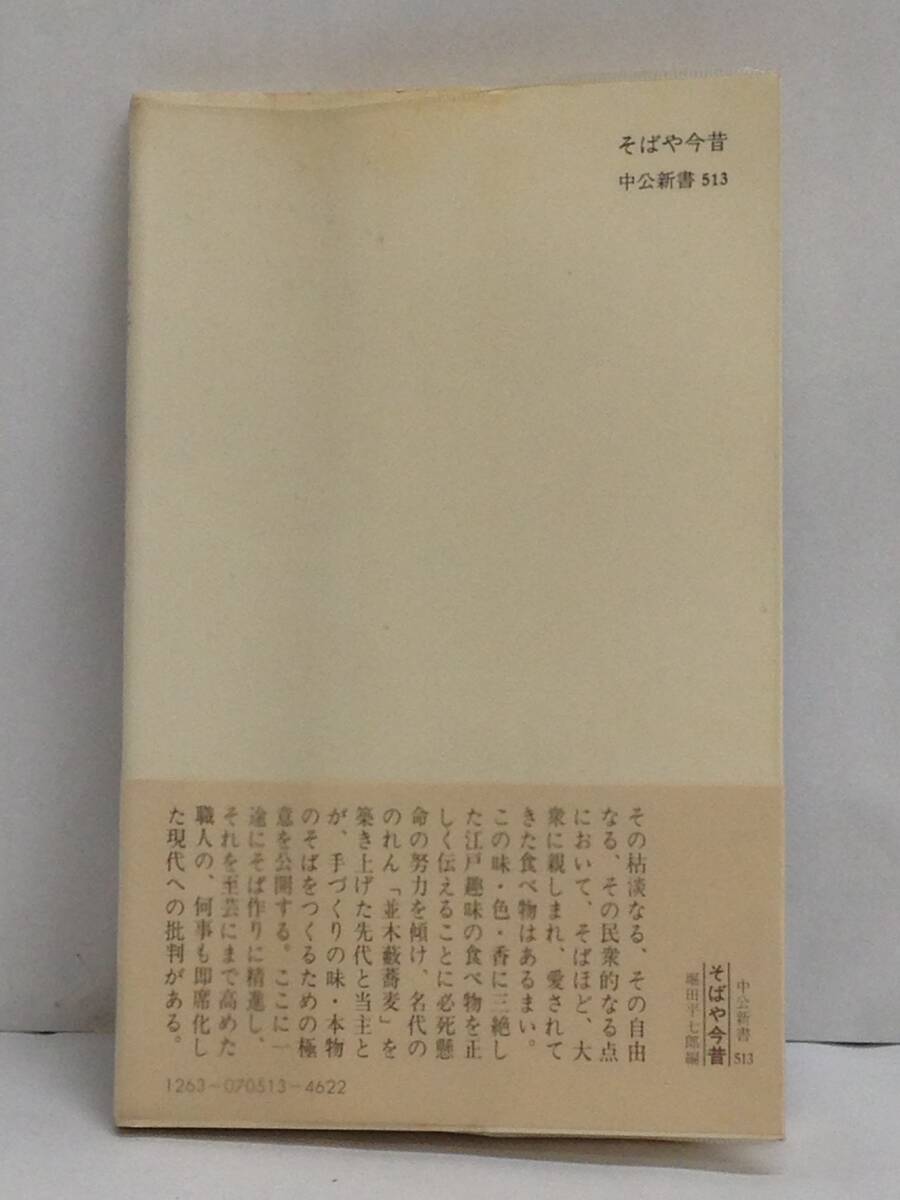 そばや今昔
中公新書 513
中公新書 513
そばや今昔
堀田平七郎編
その枯淡なる、その自由
なる、その民衆的なる点
において、そばほど、大
衆に親しまれ、愛されて
きた食べ物はあるまい。
この味・色・香に三絶し
た江戸趣味の食べ物を正
しく伝えることに必死懸
命の努力を傾け、名代の
のれん「並木藪蕎麦」を
築き上げた先代と当主と
が、手づくりの味・本物
のそばをつくるための極
意を公開する。ここに一
途にそば作りに精進し、
それを至芸にまで高めた
職人の、何事も即席化し
た現代への批判がある。
1263-070513-4622